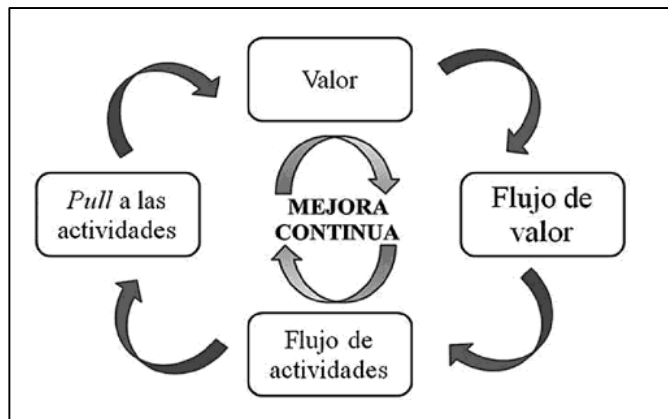 Valor
Flujo de
valor
Flujo de
actividades
Pull a las
actividades
MEJORA
CONTINUA